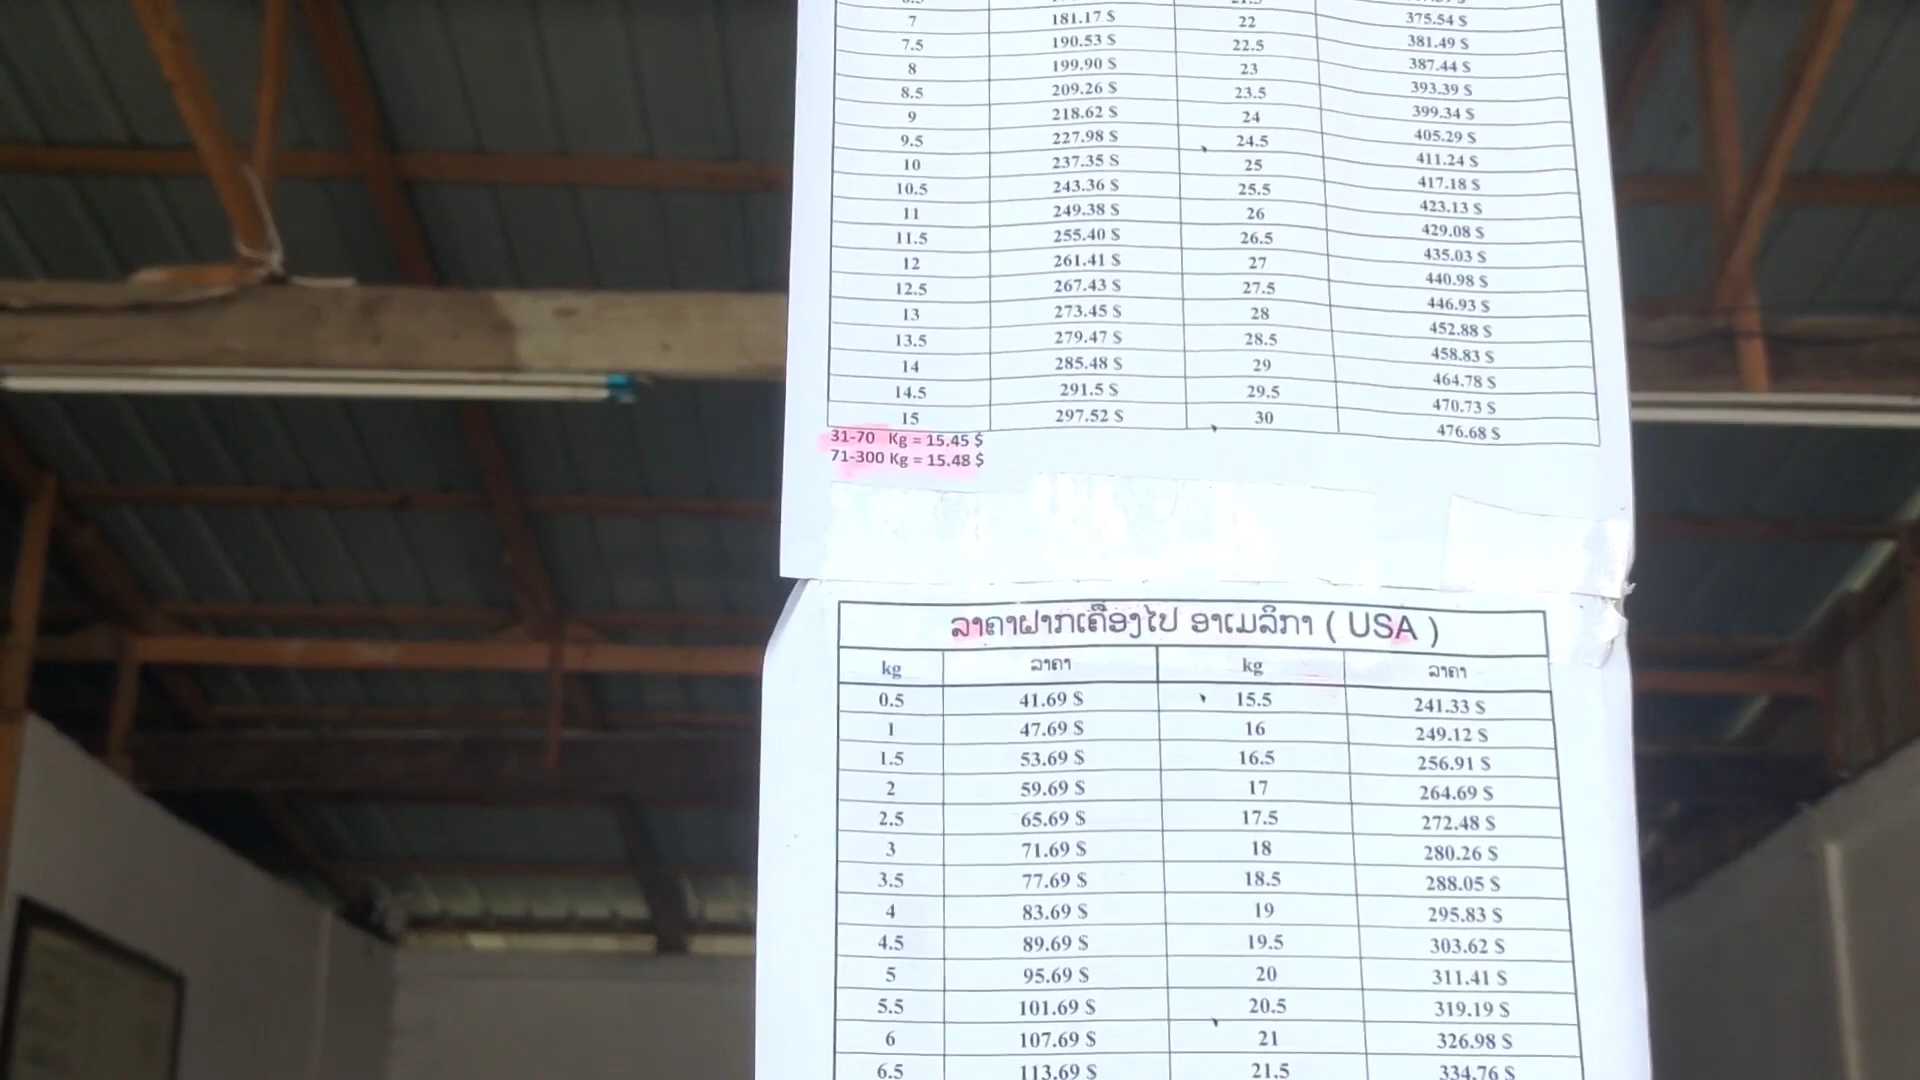 7 181.17 $ 22 375.54 $
7.5 190.53 $ 22.5 381.49 $
8 199.90 $ 23 387.44 $
8.5 209.26 $ 23.5 393.39 $
9 218.62 $ 24 399.34 $
9.5 227.98 $ 24.5 405.29 $
10 237.35 $ 25 411.24 $
10.5 243.36 $ 25.5 417.18 $
11 249.38 $ 26 423.13 $
11.5 255.40 $ 26.5 429.08 $
12 261.41 $ 27 435.03 $
12.5 267.43 $ 27.5 440.98 $
13 273.45 $ 28 446.93 $
13.5 279.47 $ 28.5 452.88 $
14 285.48 $ 29 458.83 $
14.5 291.5 $ 29.5 464.78 $
15 297.52 $ 30 470.73 $
476.68 $
31-70 Kg = 15.45 $
71-300 Kg = 15.48 $
ລາຄາຝາກເຄື່ອງໄປ ອາເມລິກາ ( USA )
kg ລາຄາ kg ລາຄາ
0.5 41.69 $ 15.5 241.33 $
1 47.69 $ 16 249.12 $
1.5 53.69 $ 16.5 256.91 $
2 59.69 $ 17 264.69 $
2.5 65.69 $ 17.5 272.48 $
3 71.69 $ 18 280.26 $
3.5 77.69 $ 18.5 288.05 $
4 83.69 $ 19 295.83 $
4.5 89.69 $ 19.5 303.62 $
5 95.69 $ 20 311.41 $
5.5 101.69 $ 20.5 319.19 $
6 107.69 $ 21 326.98 $
6.5 113.69 $ 21.5 334.76 $